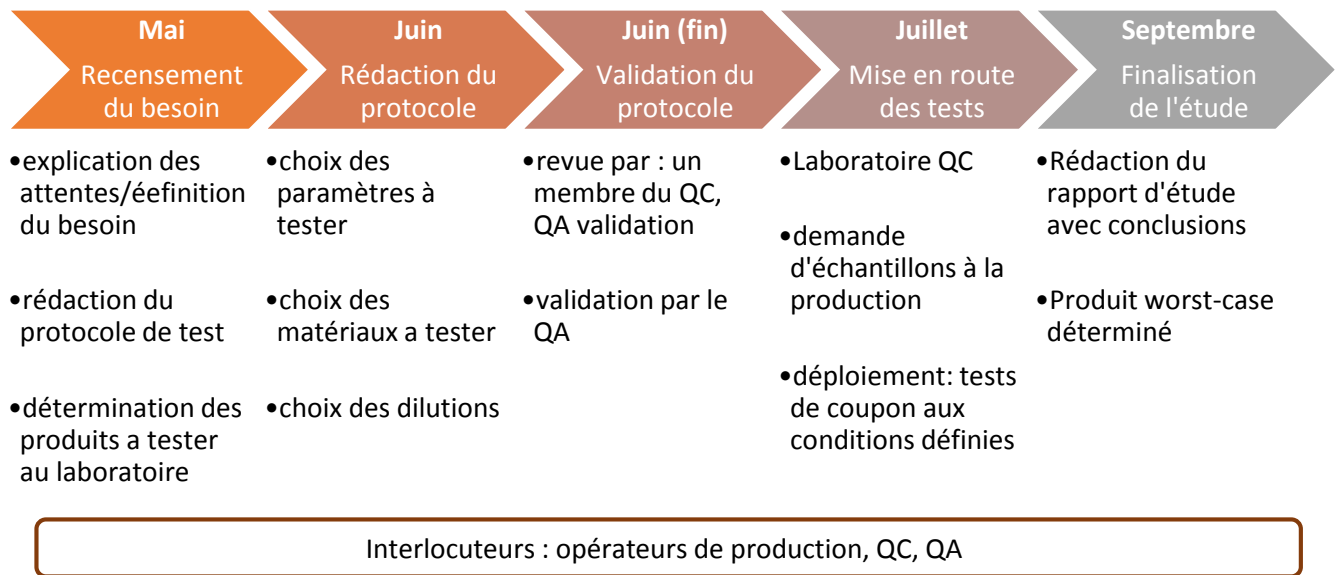 Mai
Recensement
du besoin
Juin
Rédaction du
protocole
Juin (fin)
Validation du
protocole
Juillet
Mise en route
des tests
Septembre
Finalisation
de l'étude
•explication des
attentes/éefinition
du besoin
•rédaction du
protocole de test
•détermination des
produits a tester
au laboratoire
•choix des
paramètres à
tester
•choix des
matériaux a tester
•choix des dilutions
•revue par : un
membre du QC,
QA validation
•validation par le
QA
•Laboratoire QC
•demande
d'échantillons à la
production
•déploiement: tests
de coupon aux
conditions définies
•Rédaction du
rapport d'étude
avec conclusions
•Produit worst-case
déterminé
Interlocuteurs : opérateurs de production, QC, QA